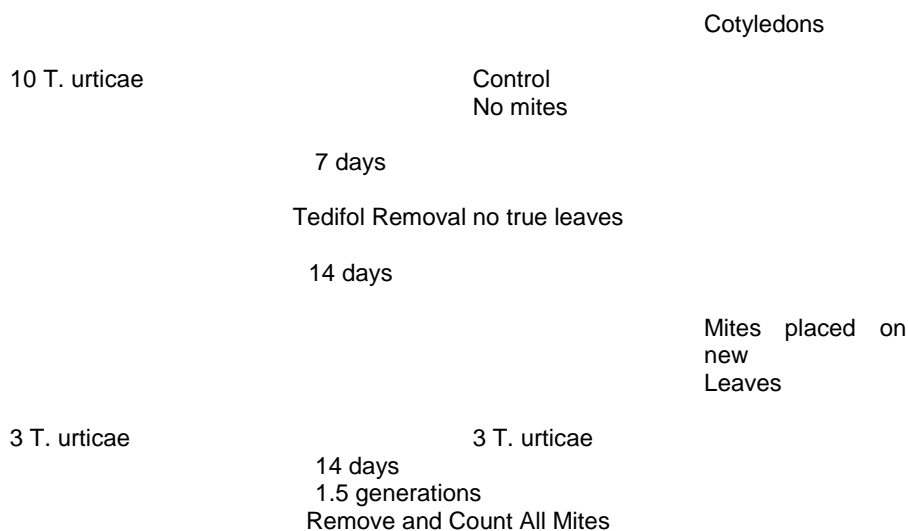 Cotyledons
10 T. urticae Control
No mites
7 days
Tedifol Removal no true leaves
14 days
Mites placed on
new
Leaves
3 T. urticae 3 T. urticae
14 days
1.5 generations
Remove and Count All Mites